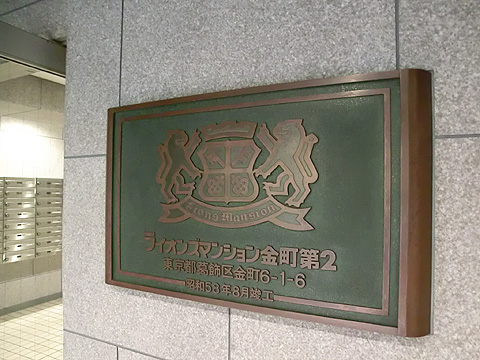 Lions Mansion
ライオンズマンション金町第2
東京都葛飾区金町6-1-6
昭和58年8月竣工